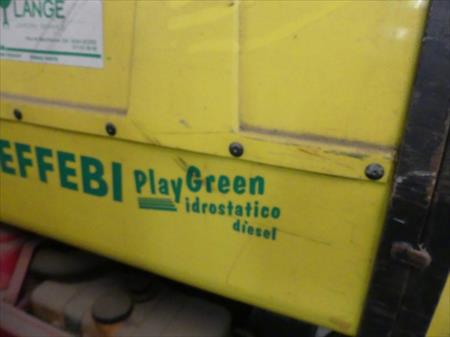 LANGE
EFFEBI PlayGreen
idrostatico
diesel